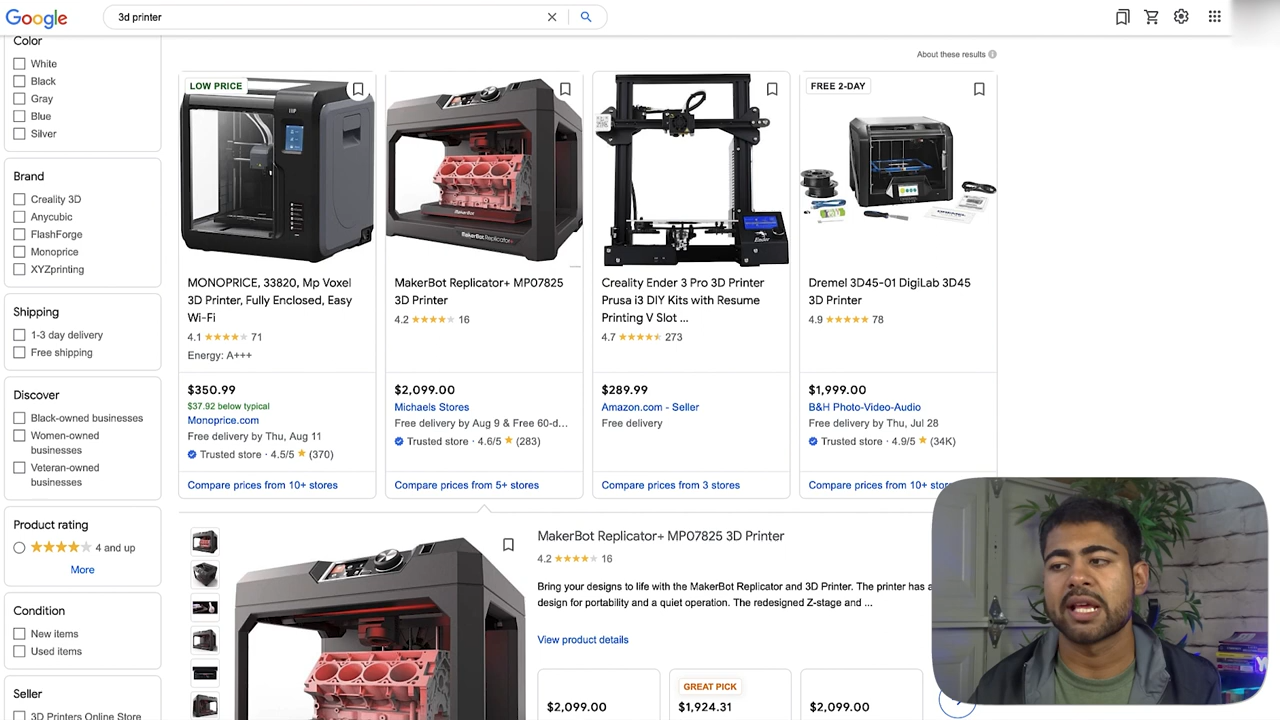 Google
3d printer
Color
White
Black
Gray
Blue
Silver
Brand
Creality 3D
Anycubic
FlashForge
Monoprice
XYZprinting
Shipping
1-3 day delivery
Free shipping
Discover
Black-owned businesses
Women-owned
businesses
Veteran-owned
businesses
Product rating
4 and up
More
Condition
New items
Used items
Seller
3D Printers Online Store
About these results
LOW PRICE
MONOPRICE, 33820, Mp Voxel
3D Printer, Fully Enclosed, Easy
Wi-Fi
4.1 71
Energy: A+++
$350.99
$37.92 below typical
Monoprice.com
Free delivery by Thu, Aug 11
Trusted store · 4.5/5 ★ (370)
Compare prices from 10+ stores
MakerBot
MakerBot Replicator+
MakerBot Replicator+ MP07825
3D Printer
4.2 16
$2,099.00
Michaels Stores
Free delivery by Aug 9 & Free 60-d...
Trusted store · 4.6/5 ★ (283)
Compare prices from 5+ stores
Ender
Creality Ender 3 Pro 3D Printer
Prusa i3 DIY Kits with Resume
Printing V Slot ...
4.7 273
$289.99
Amazon.com - Seller
Free delivery
Compare prices from 3 stores
FREE 2-DAY
DREMEL
Dremel 3D45-01 DigiLab 3D45
3D Printer
4.9 78
$1,999.00
B&H Photo-Video-Audio
Free delivery by Thu, Jul 28
Trusted store · 4.9/5 ★ (34K)
Compare prices from 10+ stor
MakerBot Replicator+ MP07825 3D Printer
4.2 16
Bring your designs to life with the MakerBot Replicator and 3D Printer. The printer has a
design for portability and a quiet operation. The redesigned Z-stage and ...
View product details
$2,099.00
GREAT PICK
$1,924.31
$2,099.00